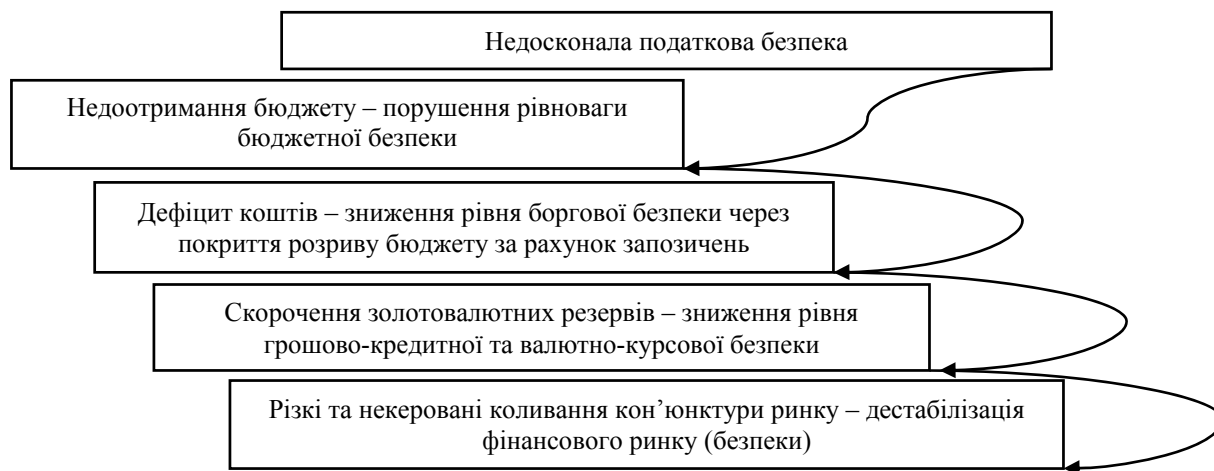 Недосконала податкова безпека
Недоотримання бюджету – порушення рівноваги
бюджетної безпеки
Дефіцит коштів – зниження рівня боргової безпеки через
покриття розриву бюджету за рахунок запозичень
Скорочення золотовалютних резервів – зниження рівня
грошово-кредитної та валютно-курсової безпеки
Різкі та некеровані коливання кон’юнктури ринку – дестабілізація
фінансового ринку (безпеки)